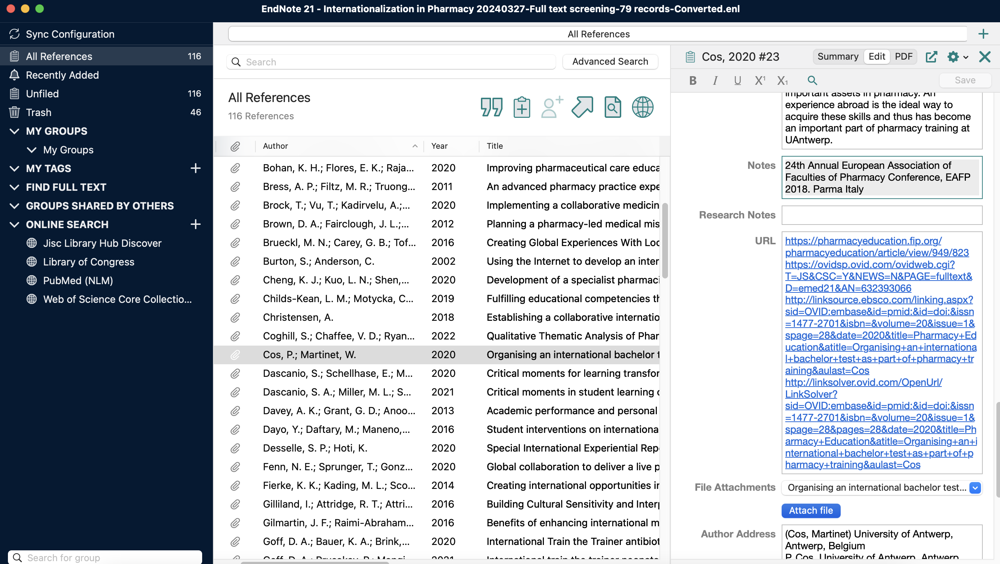 EndNote 21 - Internationalization in Pharmacy 20240327-Full text screening-79 records-Converted.enl
Sync Configuration
All References 116
Recently Added
Unfiled 116
Trash 46
MY GROUPS
My Groups
MY TAGS
FIND FULL TEXT
GROUPS SHARED BY OTHERS
ONLINE SEARCH
Jisc Library Hub Discover
Library of Congress
PubMed (NLM)
Web of Science Core Collectio...
Search for group
All References
Search
Advanced Search
All References
116 References
Author Year Title
Bohan, K. H.; Flores, E. K.; Raja... 2020 Improving pharmaceutical care educa
Bress, A. P.; Filtz, M. R.; Truong... 2011 An advanced pharmacy practice expe
Brock, T.; Vu, T.; Kadirvelu, A.;... 2020 Implementing a collaborative medicin
Brown, D. A.; Fairclough, J. L.;... 2012 Planning a pharmacy-led medical mis
Brueckl, M. N.; Carey, G. B.; Tof... 2016 Creating Global Experiences With Loc
Burton, S.; Anderson, C. 2002 Using the Internet to develop an inter
Cheng, K. J.; Kuo, L. N.; Shen,... 2020 Development of a specialist pharmaci
Childs-Kean, L. M.; Motycka, C... 2019 Fulfilling educational competencies th
Christensen, A. 2018 Establishing a collaborative internatio
Coghill, S.; Chaffee, V. D.; Ryan... 2022 Qualitative Thematic Analysis of Phar
Cos, P.; Martinet, W. 2020 Organising an international bachelor t
Dascanio, S.; Schellhase, E.; M... 2020 Critical moments for learning transfor
Dascanio, S. A.; Miller, M. L.; S... 2021 Critical moments in student learning
Davey, A. K.; Grant, G. D.; Anoo... 2013 Academic performance and personal
Dayo, Y.; Daftary, M.; Maneno,... 2016 Student interventions on internationa
Desselle, S. P.; Hoti, K. 2020 Special International Experiential Rep
Fenn, N. E.; Sprunger, T.; Gonz... 2020 Global collaboration to deliver a live p
Fierke, K. K.; Kading, M. L.; Sco... 2014 Creating international opportunities in
Gilliland, I.; Attridge, R. T.; Attri... 2016 Building Cultural Sensitivity and Interp
Gilmartin, J. F.; Raimi-Abraham... 2016 Benefits of enhancing international m
Goff, D. A.; Bauer, K. A.; Brink,... 2020 International Train the Trainer antibiot
Cos, 2020 #23
Summary Edit PDF
B I U X¹ X₁
Save
important assets in pharmacy. An
experience abroad is the ideal way to
acquire these skills and thus has become
an important part of pharmacy training at
UAntwerp.
Notes
24th Annual European Association of
Faculties of Pharmacy Conference, EAFP
2018. Parma Italy
Research Notes
URL
https://pharmacyeducation.fip.org/
pharmacyeducation/article/view/949/823
https://ovidsp.ovid.com/ovidweb.cgi?
T=JS&CSC=Y&NEWS=N&PAGE=fulltext&
D=emed21&AN=632393066
http://linksource.ebsco.com/linking.aspx?
sid=OVID:embase&id=pmid:&id=doi:&issn
=1477-2701&isbn=&volume=20&issue=1&
spage=28&date=2020&title=Pharmacy+Ed
ucation&atitle=Organising+an+internationa
l+bachelor+test+as+part+of+pharmacy+tr
aining&aulast=Cos
http://linksolver.ovid.com/OpenUrl/
LinkSolver?
sid=OVID:embase&id=pmid:&id=doi:&issn
=1477-2701&isbn=&volume=20&issue=1&
spage=28&pages=28&date=2020&title=Ph
armacy+Education&atitle=Organising+an+i
nternational+bachelor+test+as+part+of+p
harmacy+training&aulast=Cos
File Attachments
Organising an international bachelor test...
Attach file
Author Address
(Cos, Martinet) University of Antwerp,
Antwerp, Belgium
P. Cos, University of Antwerp, Antwerp,